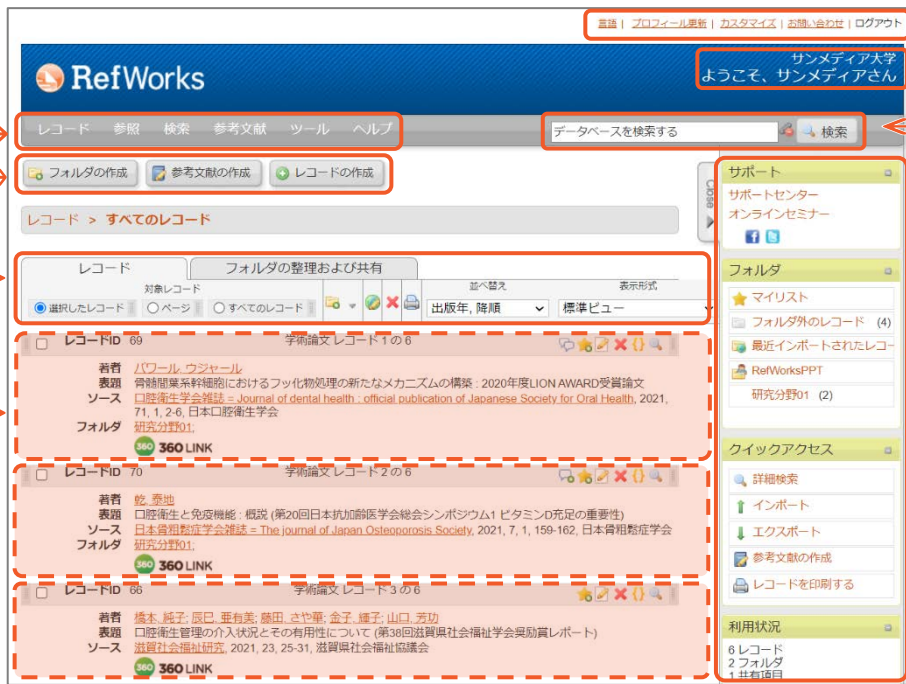 言語 | プロフィール更新 | カスタマイズ | お問い合わせ | ログアウト
サンメディア大学
ようこそ、サンメディアさん
RefWorks
レコード 参照 検索 参考文献 ツール ヘルプ
データベースを検索する 検索
フォルダの作成 参考文献の作成 レコードの作成
Close
レコード > すべてのレコード
レコード フォルダの整理および共有
対象レコード 並べ替え 表示形式
選択したレコード ページ すべてのレコード 出版年, 降順 標準ビュー
レコードID 69 学術論文 レコード 1 の 6
著者 パワール, ウジャール
表題 骨髄間葉系幹細胞におけるフッ化物処理の新たなメカニズムの構築 : 2020年度LION AWARD受賞論文
ソース 口腔衛生学会雑誌 = Journal of dental health : official publication of Japanese Society for Oral Health, 2021,
71, 1, 2-6, 日本口腔衛生学会
フォルダ 研究分野01;
360 360 LINK
レコードID 70 学術論文 レコード 2 の 6
著者 乾, 泰地
表題 口腔衛生と免疫機能 : 概説 (第20回日本抗加齢医学会総会シンポジウム1 ビタミンD充足の重要性)
ソース 日本骨粗鬆症学会雑誌 = The journal of Japan Osteoporosis Society, 2021, 7, 1, 159-162, 日本骨粗鬆症学会
フォルダ 研究分野01;
360 360 LINK
レコードID 66 学術論文 レコード 3 の 6
著者 橋本, 純子; 辰巳, 亜有美; 藤田, さや華; 金子, 輝子; 山口, 芳功
表題 口腔衛生管理の介入状況とその有用性について (第38回滋賀県社会福祉学会奨励賞レポート)
ソース 滋賀社会福祉研究, 2021, 23, 25-31, 滋賀県社会福祉協議会
360 360 LINK
サポート
サポートセンター
オンラインセミナー
フォルダ
マイリスト
フォルダ外のレコード (4)
最近インポートされたレコー
RefWorksPPT
研究分野01 (2)
クイックアクセス
詳細検索
インポート
エクスポート
参考文献の作成
レコードを印刷する
利用状況
6 レコード
2 フォルダ
1 共有項目